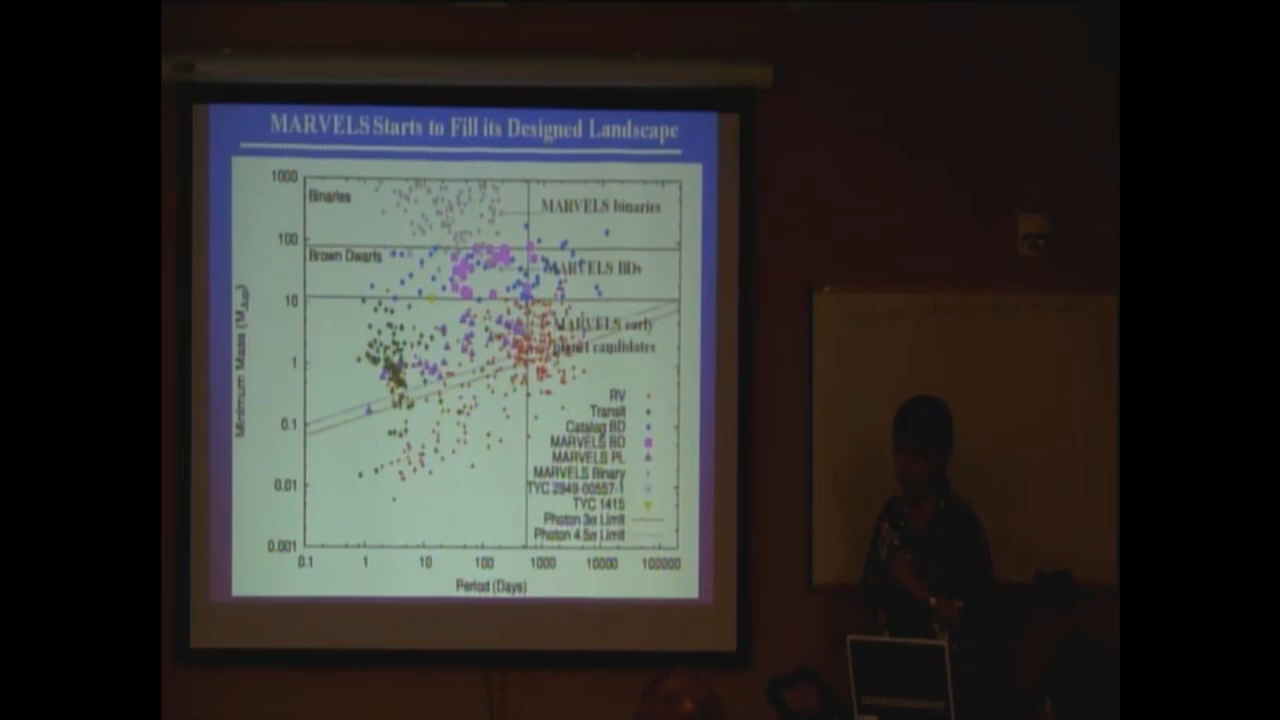 MARVELS Starts to Fill its Designed Landscape
1000
Binaries
MARVELS binaries
100
Brown Dwarfs
MARVELS BDs
10
MARVELS early
planet candidates
1
0.1
0.01
0.001
Minimum Mass (M_Jup)
RV
Transit
Catalog BD
MARVELS BD
MARVELS PL
MARVELS Binary
TYC 2949-00557-1
TYC 1415
Photon 3σ Limit
Photon 4.5σ Limit
0.1 1 10 100 1000 10000 100000
Period (Days)